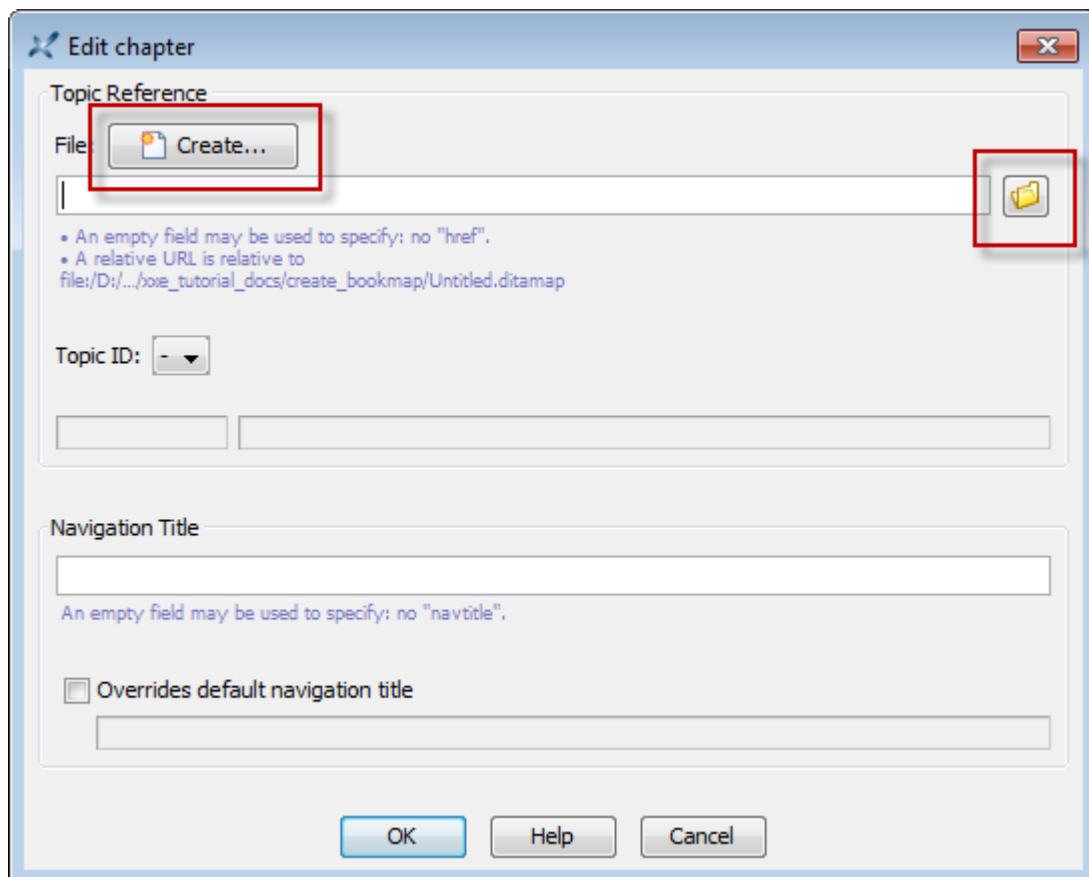 Edit chapter
Topic Reference
File: Create...
• An empty field may be used to specify: no "href".
• A relative URL is relative to
file:/D:/.../xxe_tutorial_docs/create_bookmap/Untitled.ditamap
Topic ID: -
Navigation Title
An empty field may be used to specify: no "navtitle".
Overrides default navigation title
OK Help Cancel